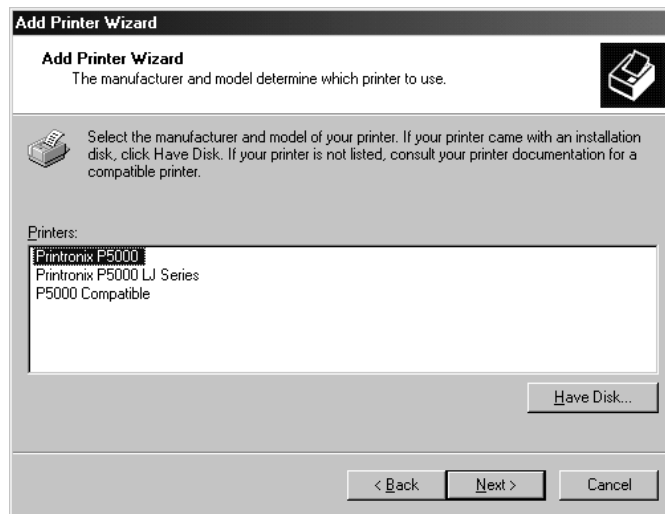 Add Printer Wizard
Add Printer Wizard
The manufacturer and model determine which printer to use.
Select the manufacturer and model of your printer. If your printer came with an installation
disk, click Have Disk. If your printer is not listed, consult your printer documentation for a
compatible printer.
Printers:
Printronix P5000
Printronix P5000 LJ Series
P5000 Compatible
Have Disk...
< Back
Next >
Cancel